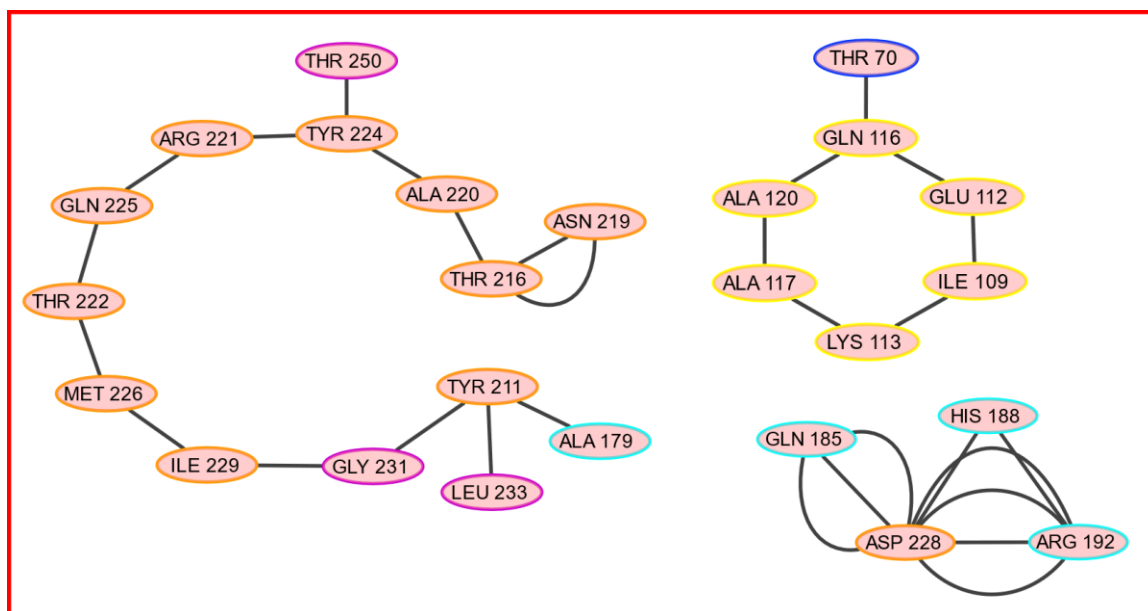 THR 250
THR 70
ARG 221
TYR 224
GLN 116
GLN 225
ALA 220
ALA 120
GLU 112
ASN 219
THR 216
THR 222
ALA 117
ILE 109
LYS 113
MET 226
TYR 211
ALA 179
GLN 185
HIS 188
ILE 229
GLY 231
LEU 233
ASP 228
ARG 192